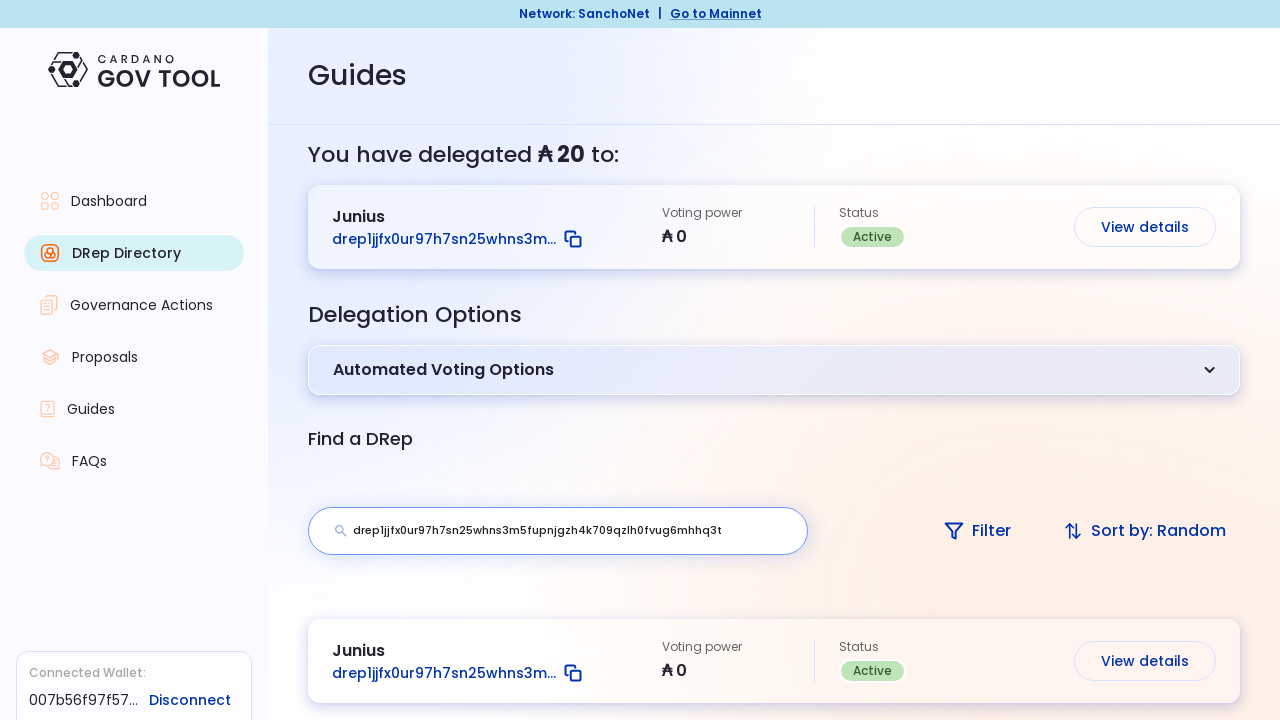 Network: SanchoNet | Go to Mainnet
CARDANO
GOV TOOL
Dashboard
DRep Directory
Governance Actions
Proposals
Guides
FAQs
Connected Wallet:
007b56f97f57... Disconnect
Guides
You have delegated ₳ 20 to:
Junius
drep1jjfx0ur97h7sn25whns3m...
Voting power
₳ 0
Status
Active
View details
Delegation Options
Automated Voting Options
Find a DRep
drep1jjfx0ur97h7sn25whns3m5fupnjgzh4k709qzlh0fvug6mhhq3t
Filter
Sort by: Random
Junius
drep1jjfx0ur97h7sn25whns3m...
Voting power
₳ 0
Status
Active
View details